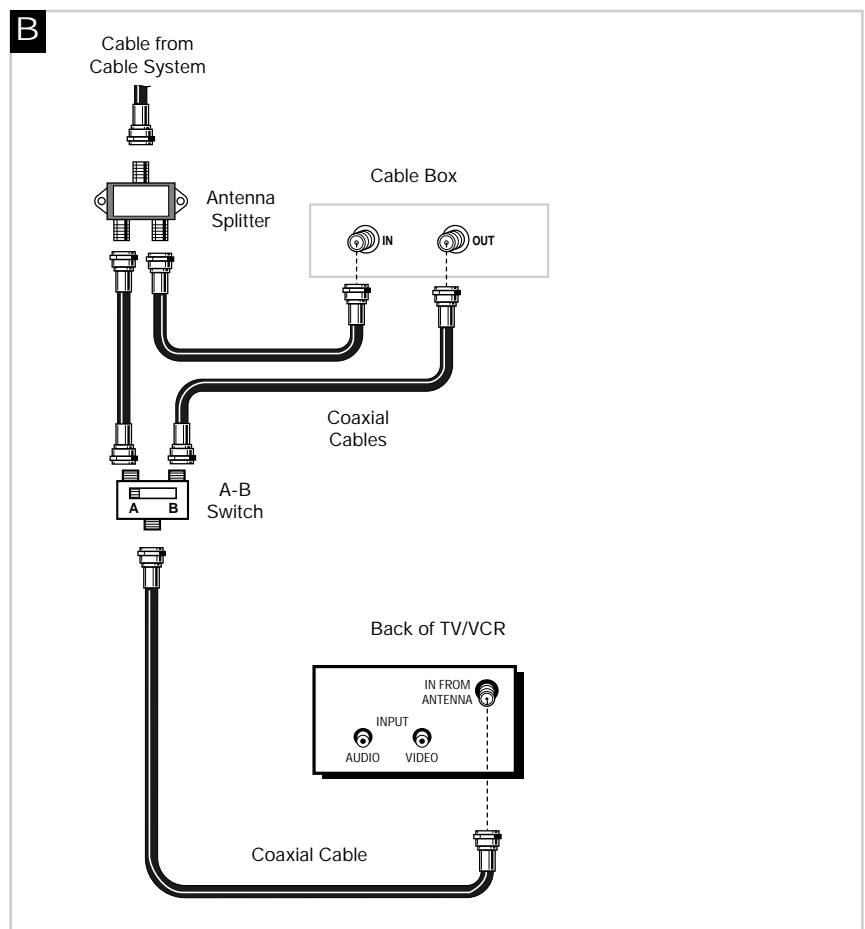 B
Cable from
Cable System
Antenna
Splitter
Cable Box
IN
OUT
Coaxial
Cables
A-B
Switch
A B
Back of TV/VCR
IN FROM
ANTENNA
INPUT
AUDIO VIDEO
Coaxial Cable